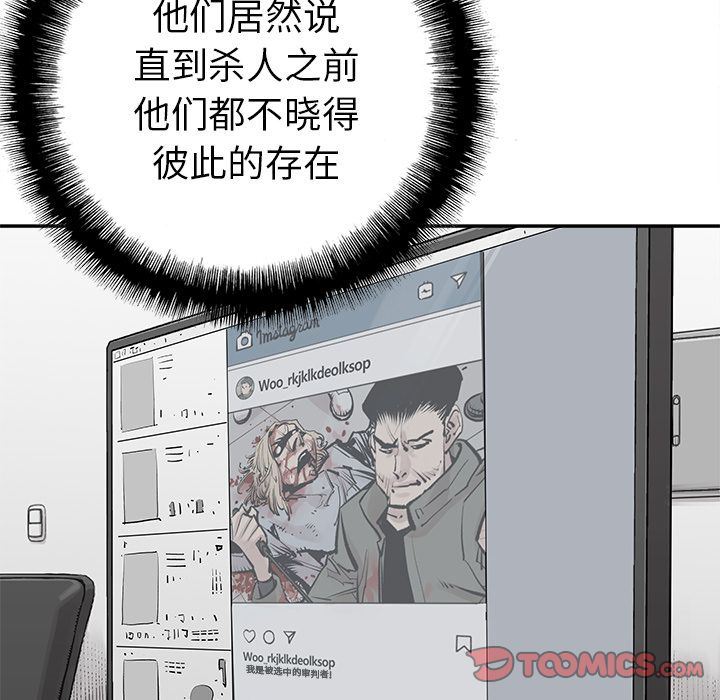 他们居然说
直到杀人之前
他们都不晓得
彼此的存在
Instagram
Woo_rkjklkdeolksop
Woo_rkjklkdeolksop
我是被选中的审判者!
TOOMICS.COM